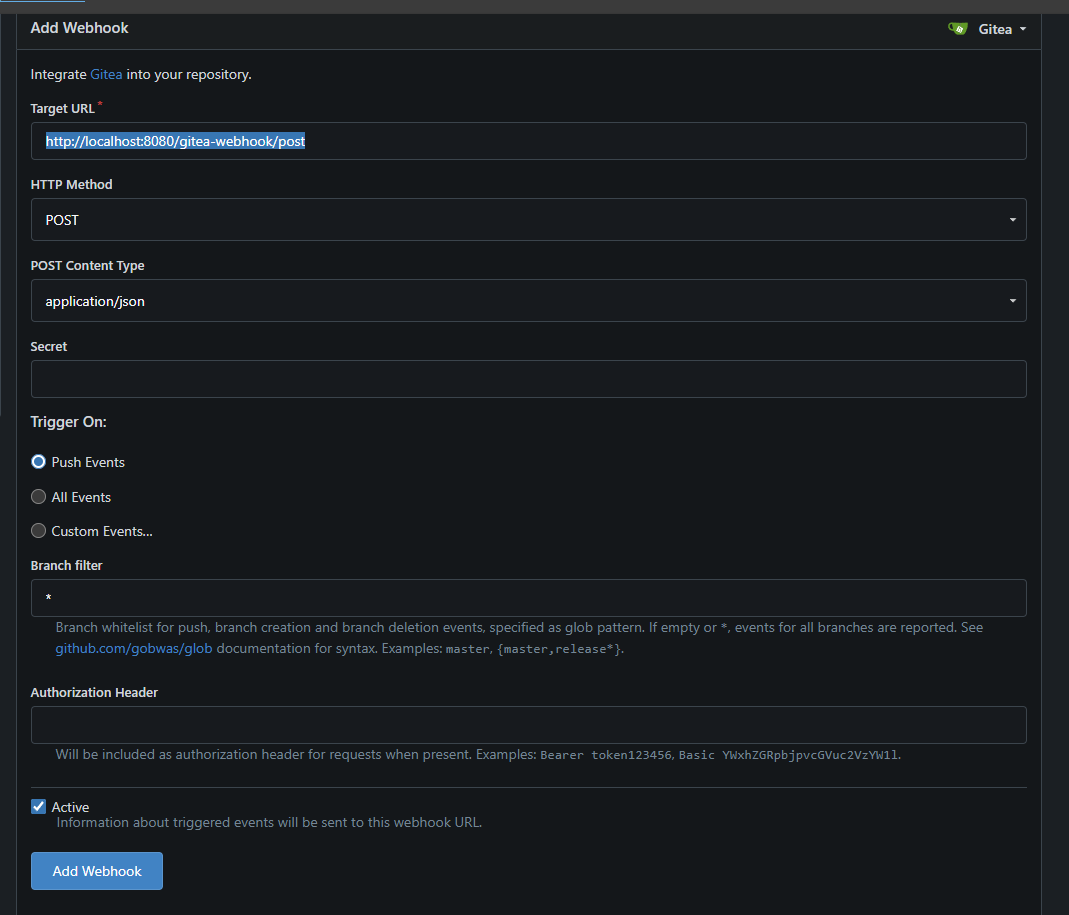 Add Webhook
Gitea
Integrate Gitea into your repository.
Target URL *
http://localhost:8080/gitea-webhook/post
HTTP Method
POST
POST Content Type
application/json
Secret
Trigger On:
Push Events
All Events
Custom Events...
Branch filter
*
Branch whitelist for push, branch creation and branch deletion events, specified as glob pattern. If empty or *, events for all branches are reported. See
github.com/gobwas/glob documentation for syntax. Examples: master, {master,release*}.
Authorization Header
Will be included as authorization header for requests when present. Examples: Bearer token123456, Basic YWxhZGRpbjpvcGVuc2VzYW1l.
Active
Information about triggered events will be sent to this webhook URL.
Add Webhook